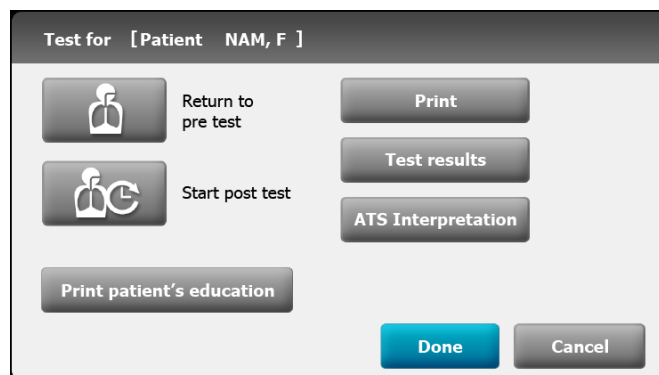 Test for [Patient NAM, F ]
Return to
pre test
Start post test
Print
Test results
ATS Interpretation
Print patient's education
Done
Cancel